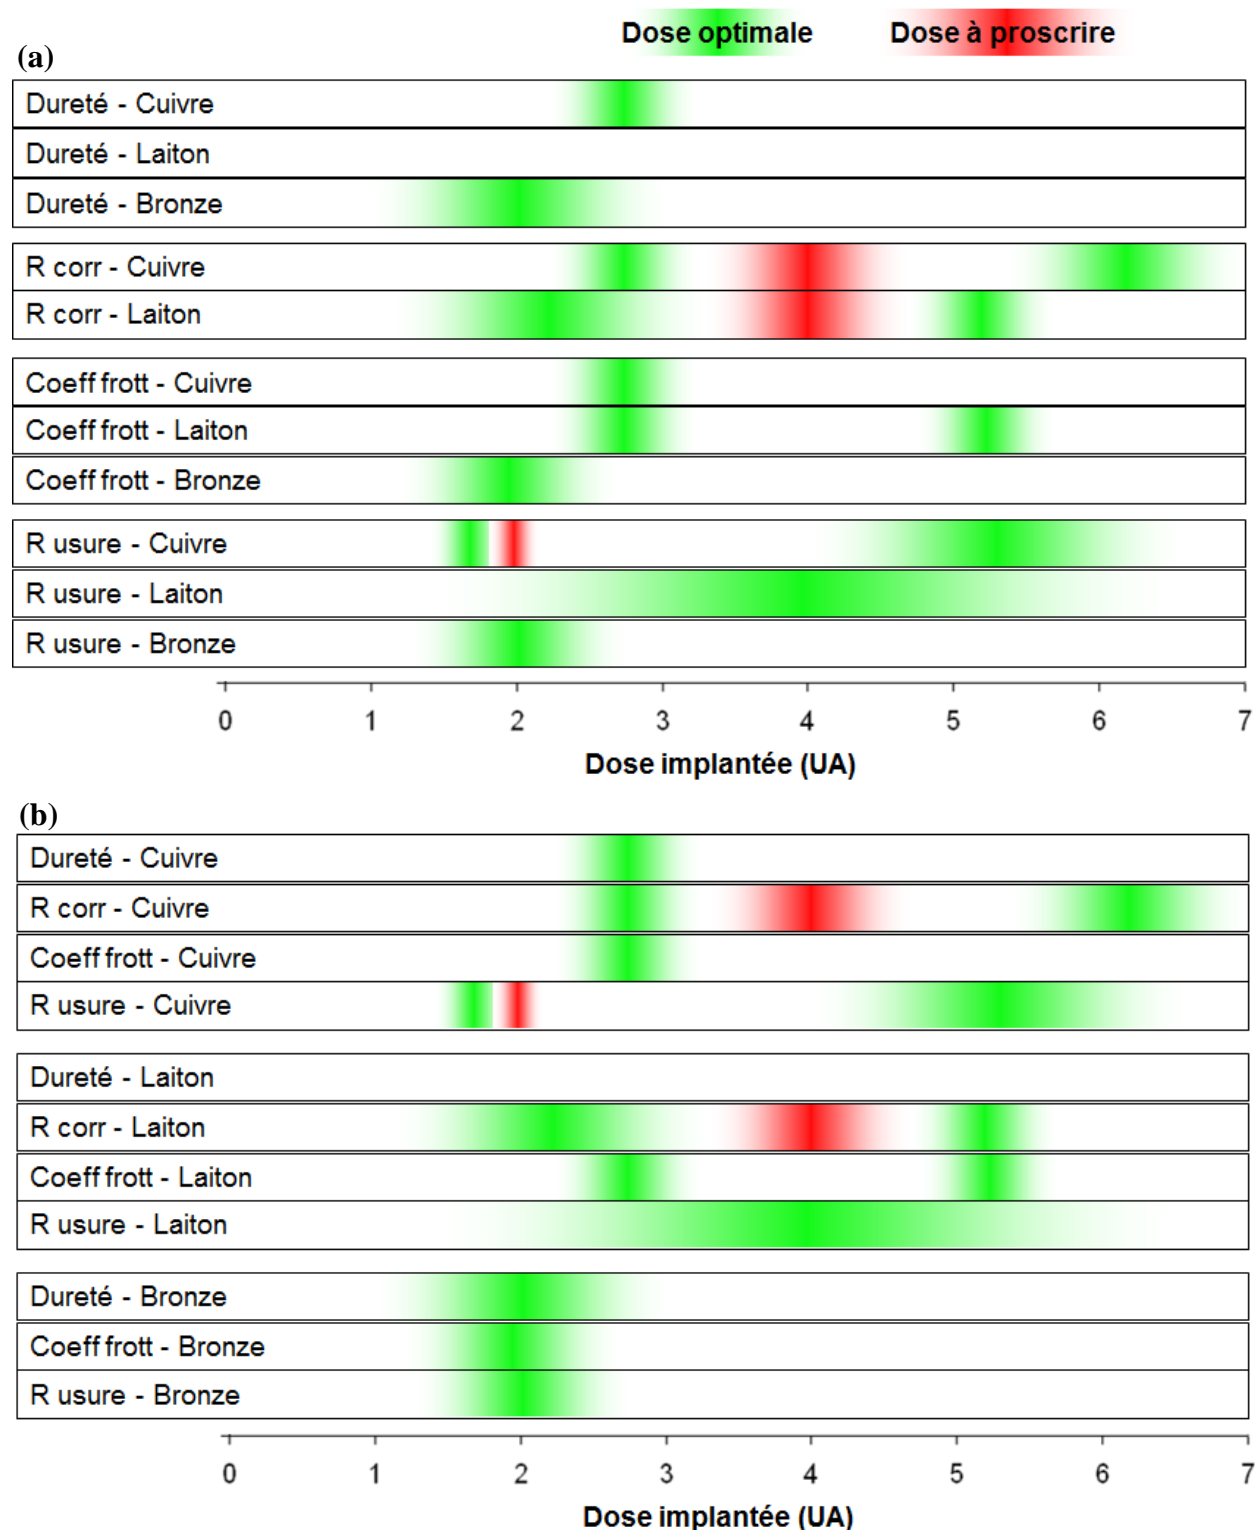 Dose optimale Dose à proscrire
(a)
Dureté - Cuivre
Dureté - Laiton
Dureté - Bronze
R corr - Cuivre
R corr - Laiton
Coeff frott - Cuivre
Coeff frott - Laiton
Coeff frott - Bronze
R usure - Cuivre
R usure - Laiton
R usure - Bronze
0 1 2 3 4 5 6 7
Dose implantée (UA)
(b)
Dureté - Cuivre
R corr - Cuivre
Coeff frott - Cuivre
R usure - Cuivre
Dureté - Laiton
R corr - Laiton
Coeff frott - Laiton
R usure - Laiton
Dureté - Bronze
Coeff frott - Bronze
R usure - Bronze
0 1 2 3 4 5 6 7
Dose implantée (UA)